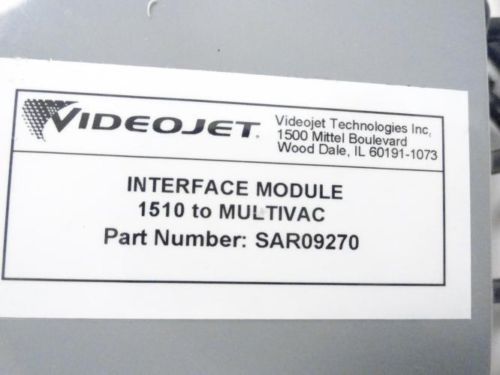 VIDEOJET.
Videojet Technologies Inc,
1500 Mittel Boulevard
Wood Dale, IL 60191-1073
INTERFACE MODULE
1510 to MULTIVAC
Part Number: SAR09270